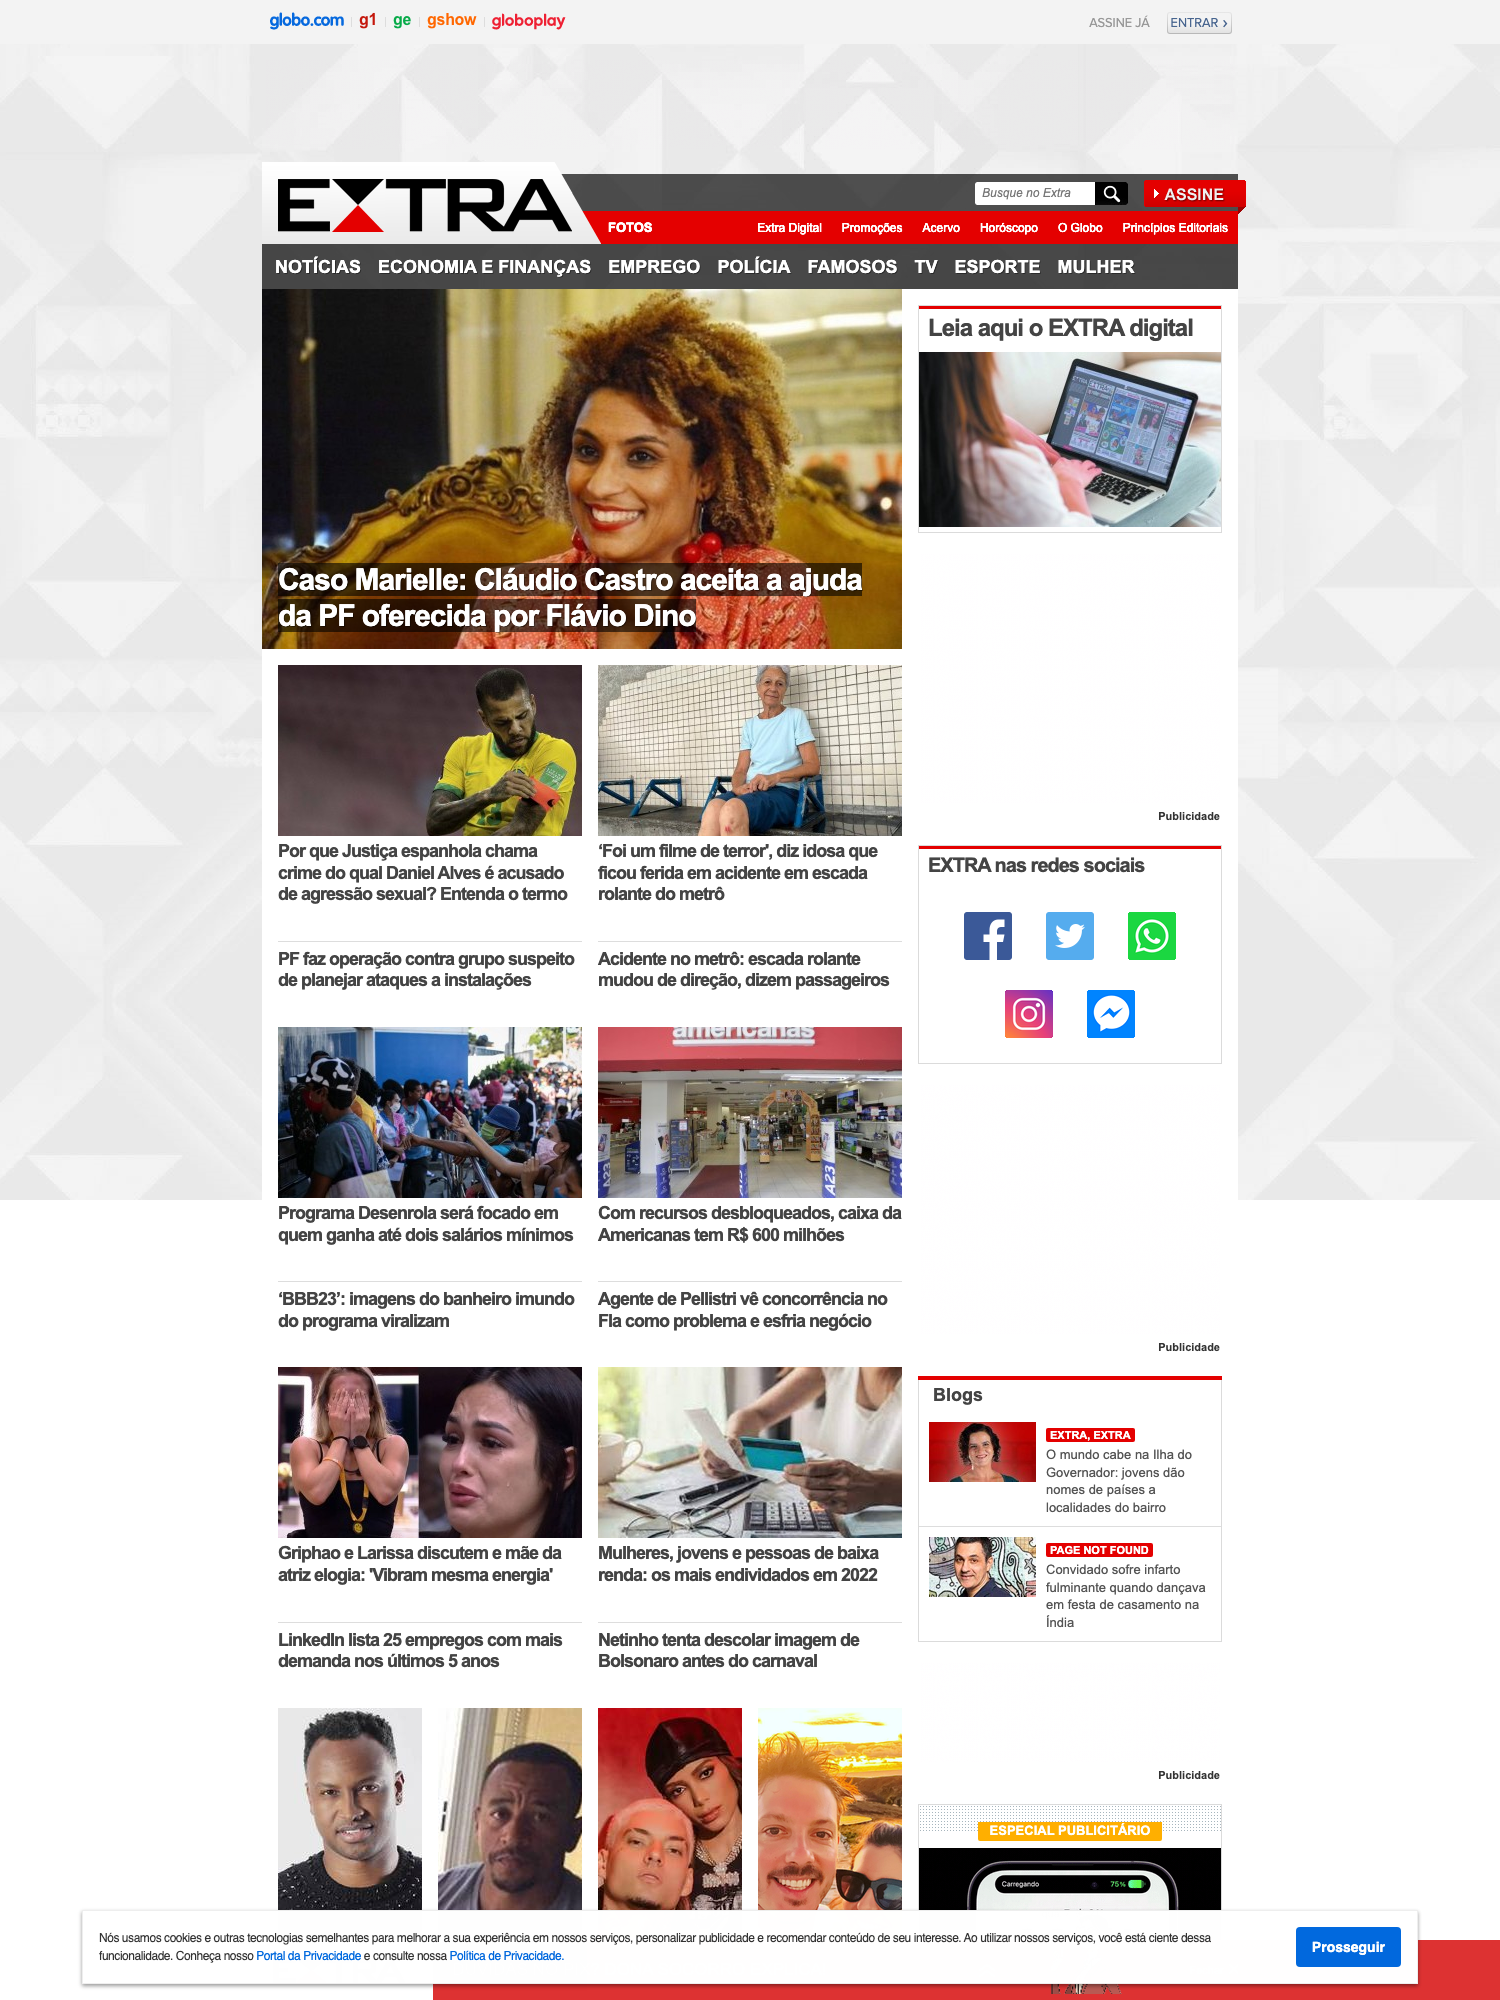 globo.com g1 ge gshow globoplay
ASSINE JÁ
ENTRAR ›
EXTRA
Busque no Extra
ASSINE
FOTOS
Extra Digital Promoções Acervo Horóscopo O Globo Princípios Editoriais
NOTÍCIAS ECONOMIA E FINANÇAS EMPREGO POLÍCIA FAMOSOS TV ESPORTE MULHER
Caso Marielle: Cláudio Castro aceita a ajuda
da PF oferecida por Flávio Dino
Leia aqui o EXTRA digital
EXTRA
Por que Justiça espanhola chama
crime do qual Daniel Alves é acusado
de agressão sexual? Entenda o termo
‘Foi um filme de terror', diz idosa que
ficou ferida em acidente em escada
rolante do metrô
Publicidade
EXTRA nas redes sociais
PF faz operação contra grupo suspeito
de planejar ataques a instalações
Acidente no metrô: escada rolante
mudou de direção, dizem passageiros
americanas
A23
A23
Programa Desenrola será focado em
quem ganha até dois salários mínimos
Com recursos desbloqueados, caixa da
Americanas tem R$ 600 milhões
‘BBB23’: imagens do banheiro imundo
do programa viralizam
Agente de Pellistri vê concorrência no
Fla como problema e esfria negócio
Publicidade
Blogs
EXTRA, EXTRA
O mundo cabe na Ilha do
Governador: jovens dão
nomes de países a
localidades do bairro
PAGE NOT FOUND
Convidado sofre infarto
fulminante quando dançava
em festa de casamento na
Índia
Griphao e Larissa discutem e mãe da
atriz elogia: 'Vibram mesma energia'
Mulheres, jovens e pessoas de baixa
renda: os mais endividados em 2022
LinkedIn lista 25 empregos com mais
demanda nos últimos 5 anos
Netinho tenta descolar imagem de
Bolsonaro antes do carnaval
Publicidade
ESPECIAL PUBLICITÁRIO
Carregando 75%
Nós usamos cookies e outras tecnologias semelhantes para melhorar a sua experiência em nossos serviços, personalizar publicidade e recomendar conteúdo de seu interesse. Ao utilizar nossos serviços, você está ciente dessa
funcionalidade. Conheça nosso Portal da Privacidade e consulte nossa Política de Privacidade.
Prosseguir